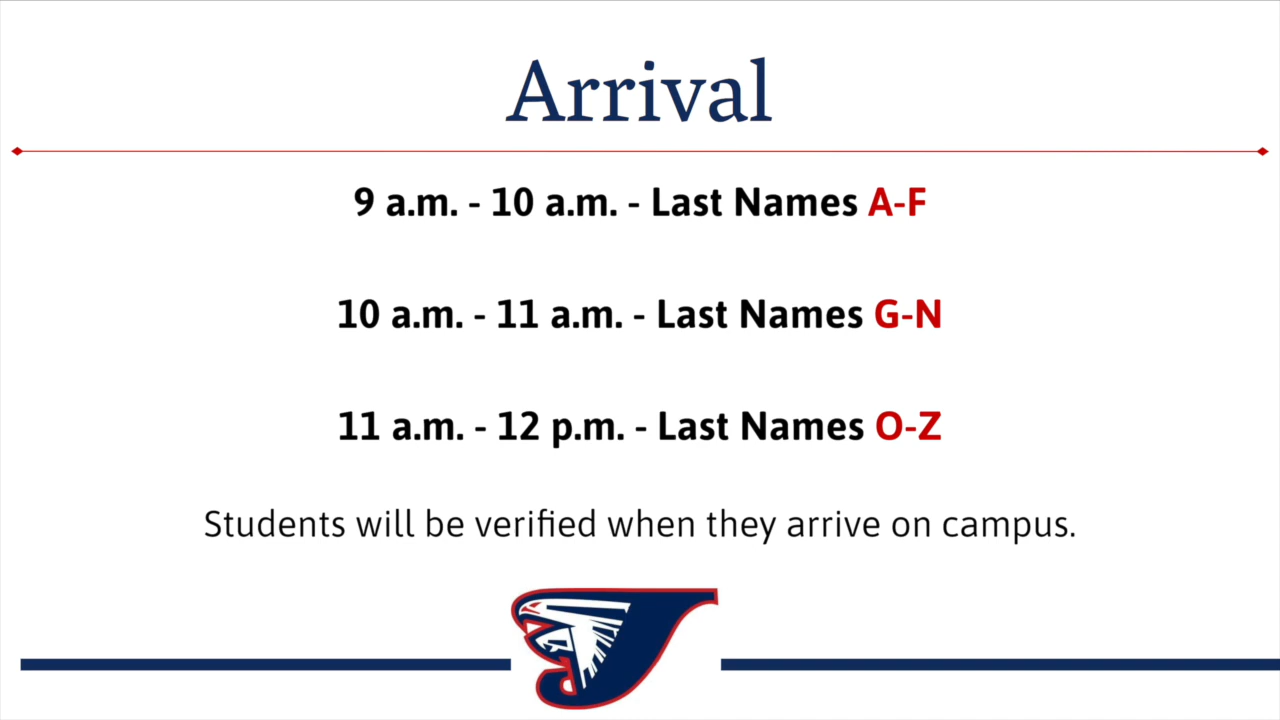 Arrival
9 a.m. - 10 a.m. - Last Names A-F
10 a.m. - 11 a.m. - Last Names G-N
11 a.m. - 12 p.m. - Last Names O-Z
Students will be verified when they arrive on campus.